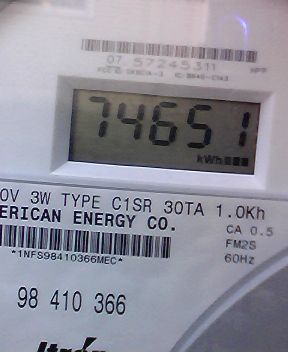 07 57245311
74651
kWh
0V 3W TYPE C1SR 30TA 1.0Kh
ERICAN ENERGY CO.
CA 0.5
FM2S
*1NFS98410366MEC*
60Hz
98 410 366
Itron